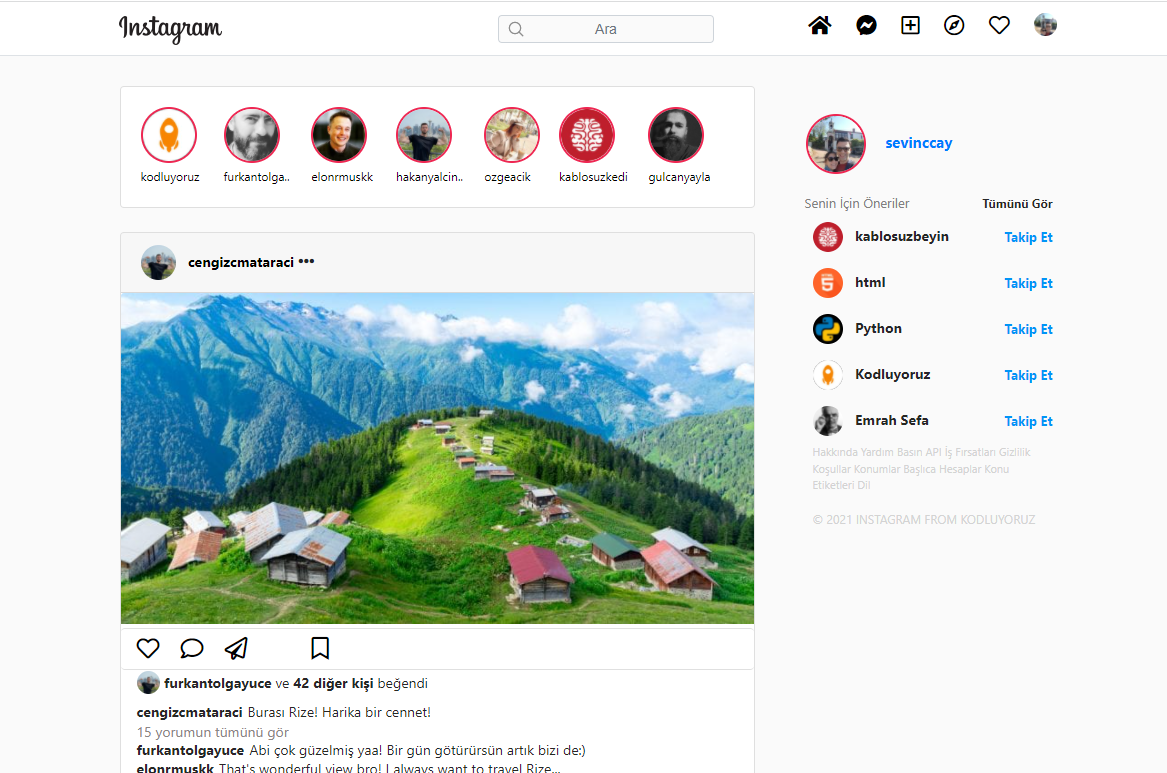 Instagram
Ara
kodluyoruz furkantolga.. elonrmuskk hakanyalcin.. ozgeacik kablosuzkedi gulcanyayla
cengizcmataraci •••
furkantolgayuce ve 42 diğer kişi beğendi
cengizcmataraci Burası Rize! Harika bir cennet!
15 yorumun tümünü gör
furkantolgayuce Abi çok güzelmiş yaa! Bir gün götürürsün artık bizi de:)
elonrmuskk That's wonderful view bro! I always want to travel Rize...
sevinccay
Senin İçin Öneriler Tümünü Gör
kablosuzbeyin Takip Et
html Takip Et
Python Takip Et
Kodluyoruz Takip Et
Emrah Sefa Takip Et
Hakkında Yardım Basın API İş Fırsatları Gizlilik
Koşullar Konumlar Başlıca Hesaplar Konu
Etiketleri Dil
© 2021 INSTAGRAM FROM KODLUYORUZ